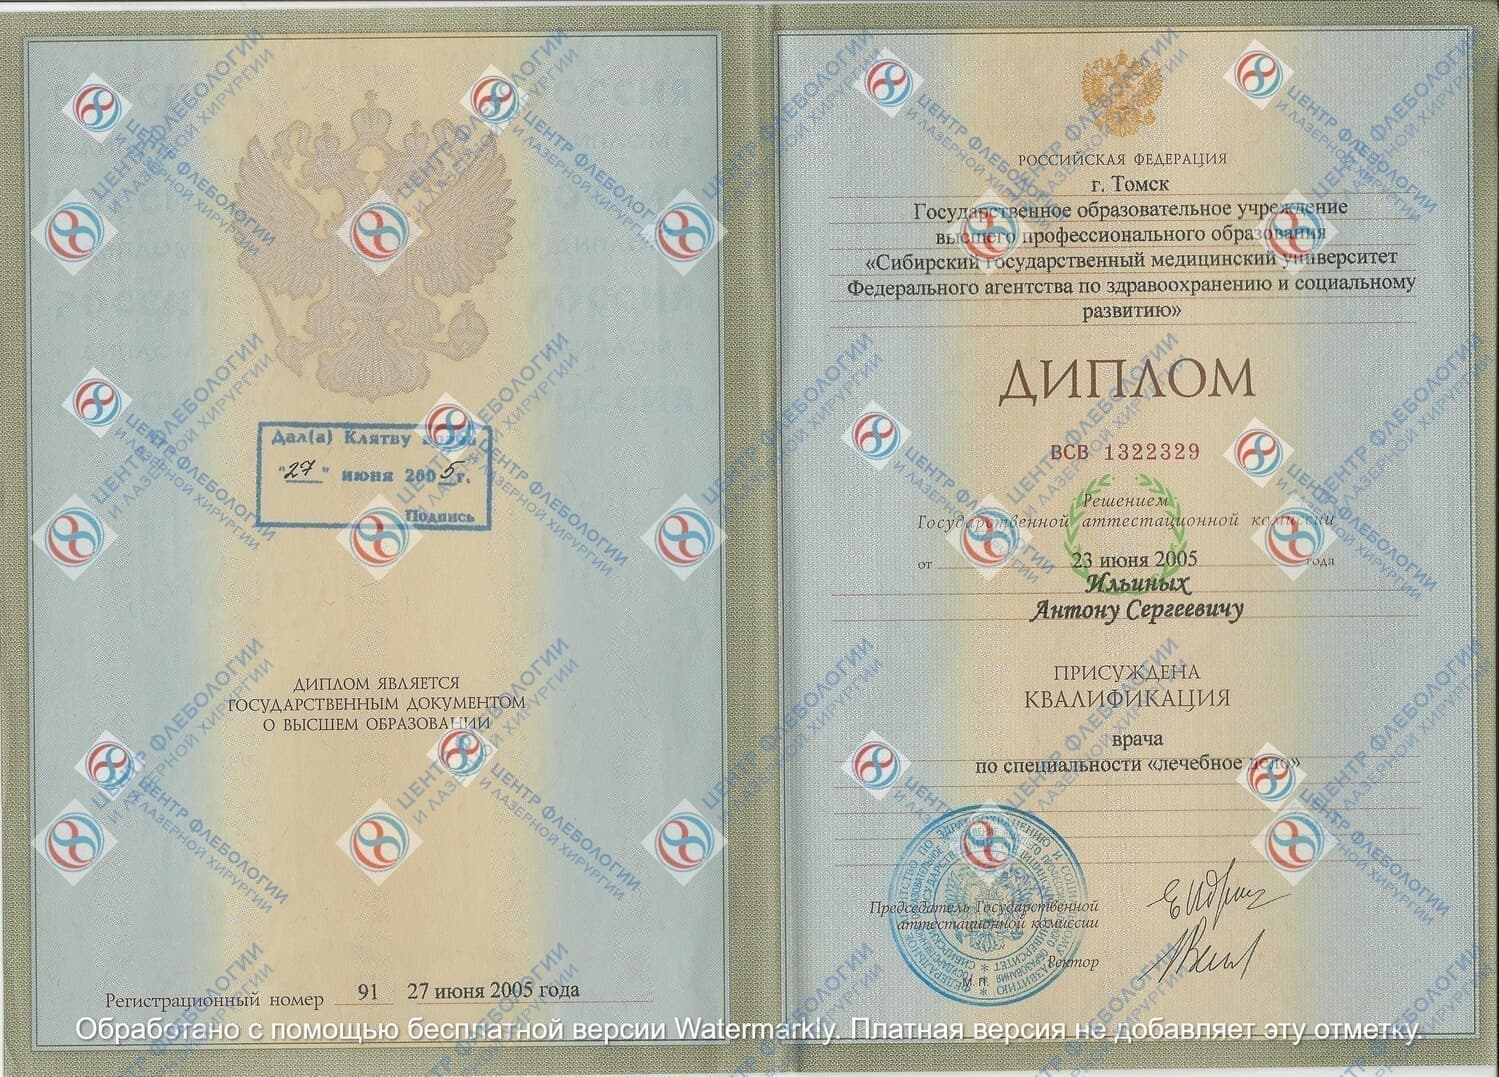 Дал(а) Клятву
"27" июня 2005 г.
Подпись
ДИПЛОМ ЯВЛЯЕТСЯ
ГОСУДАРСТВЕННЫМ ДОКУМЕНТОМ
О ВЫСШЕМ ОБРАЗОВАНИИ
Регистрационный номер 91 27 июня 2005 года
РОССИЙСКАЯ ФЕДЕРАЦИЯ
г. Томск
Государственное образовательное учреждение
высшего профессионального образования
«Сибирский государственный медицинский университет
Федерального агентства по здравоохранению и социальному
развитию»
ДИПЛОМ
ВСВ 1322329
Решением
Государственной аттестационной комиссии
от 23 июня 2005 года
Ильиных
Антону Сергеевичу
ПРИСУЖДЕНА
КВАЛИФИКАЦИЯ
врача
по специальности «лечебное дело»
Председатель Государственной
аттестационной комиссии
Ректор
М.П.
ЦЕНТР ФЛЕБОЛОГИИ
И ЛАЗЕРНОЙ ХИРУРГИИ
Обработано с помощью бесплатной версии Watermarkly. Платная версия не добавляет эту отметку.